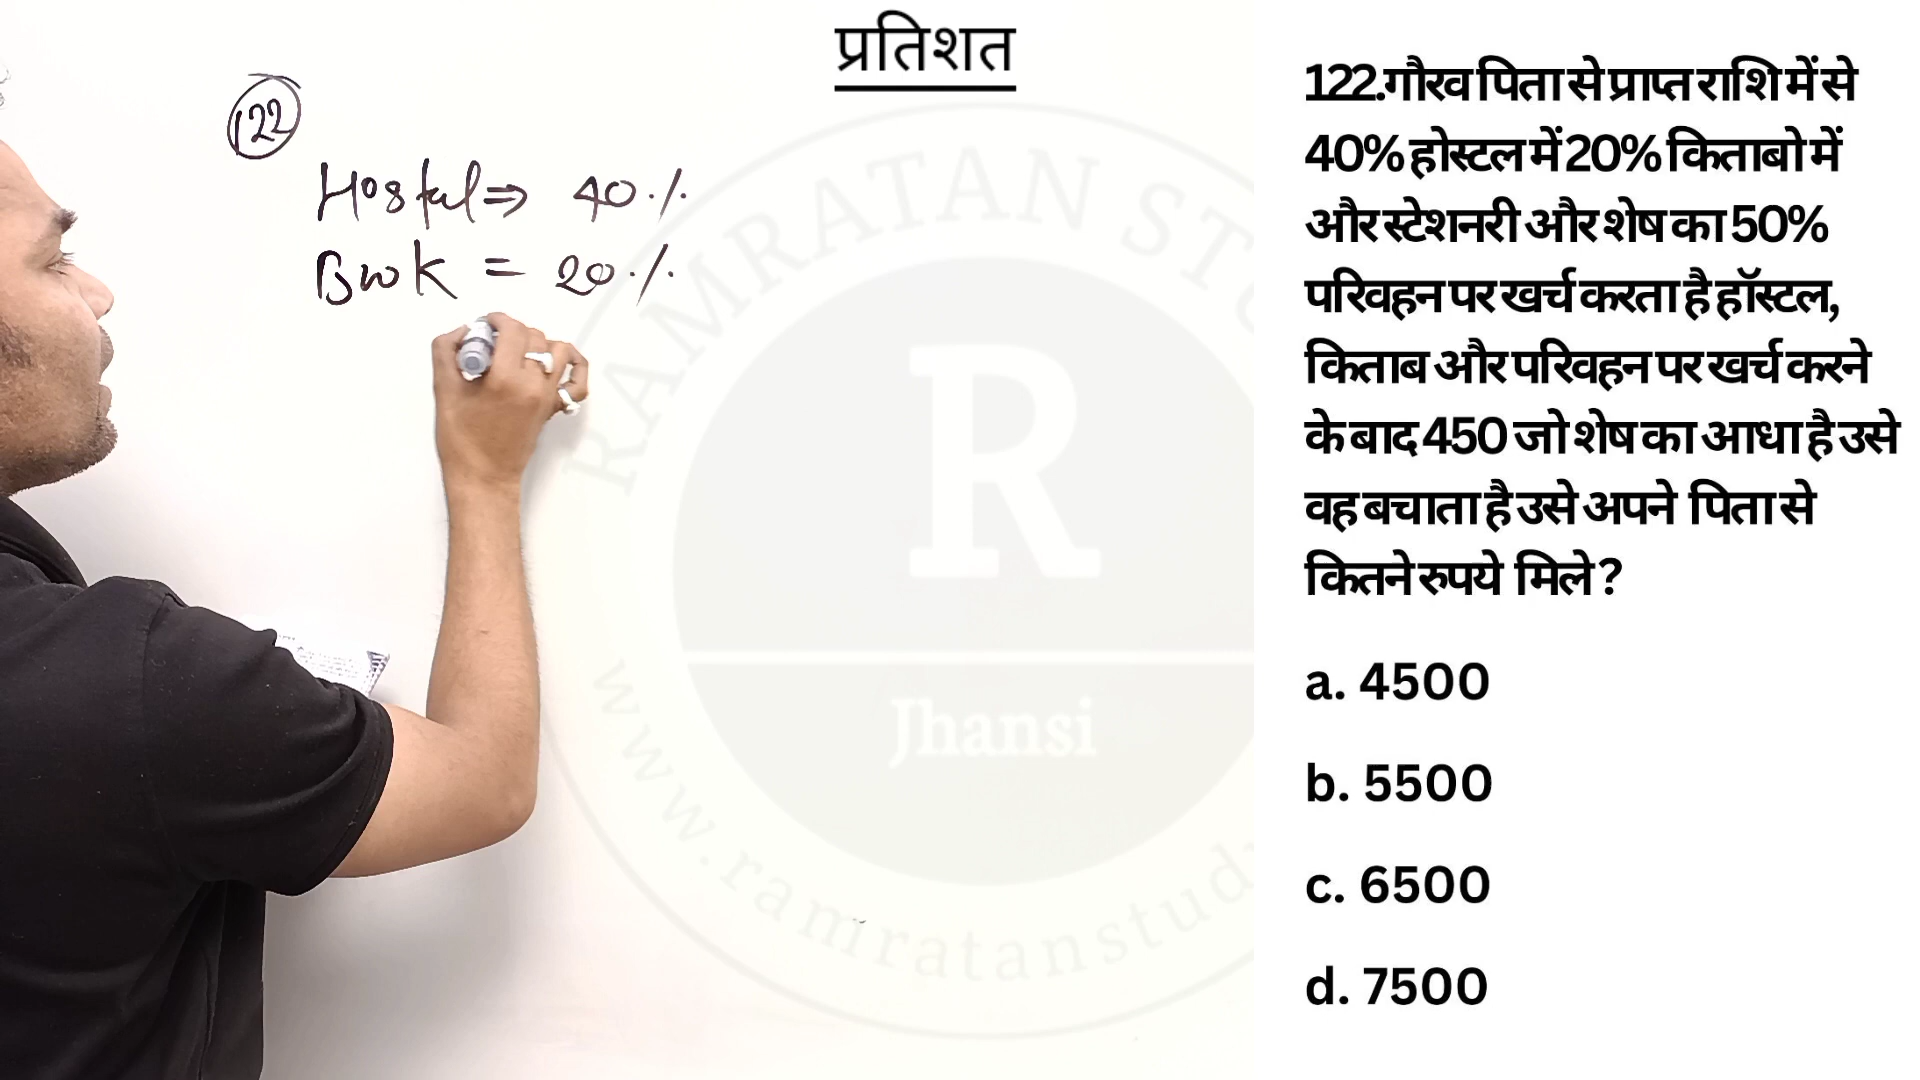 प्रतिशत
122
Hostel ⇒ 40%
Book = 20%
122.गौरव पिता से प्राप्त राशि में से
40% होस्टल में 20% किताबो में
और स्टेशनरी और शेष का 50%
परिवहन पर खर्च करता है हॉस्टल,
किताब और परिवहन पर खर्च करने
के बाद 450 जो शेष का आधा है उसे
वह बचाता है उसे अपने पिता से
कितने रुपये मिले ?
a. 4500
b. 5500
c. 6500
d. 7500
RAMRATAN ST
R
Jhansi
www.ramratanstud